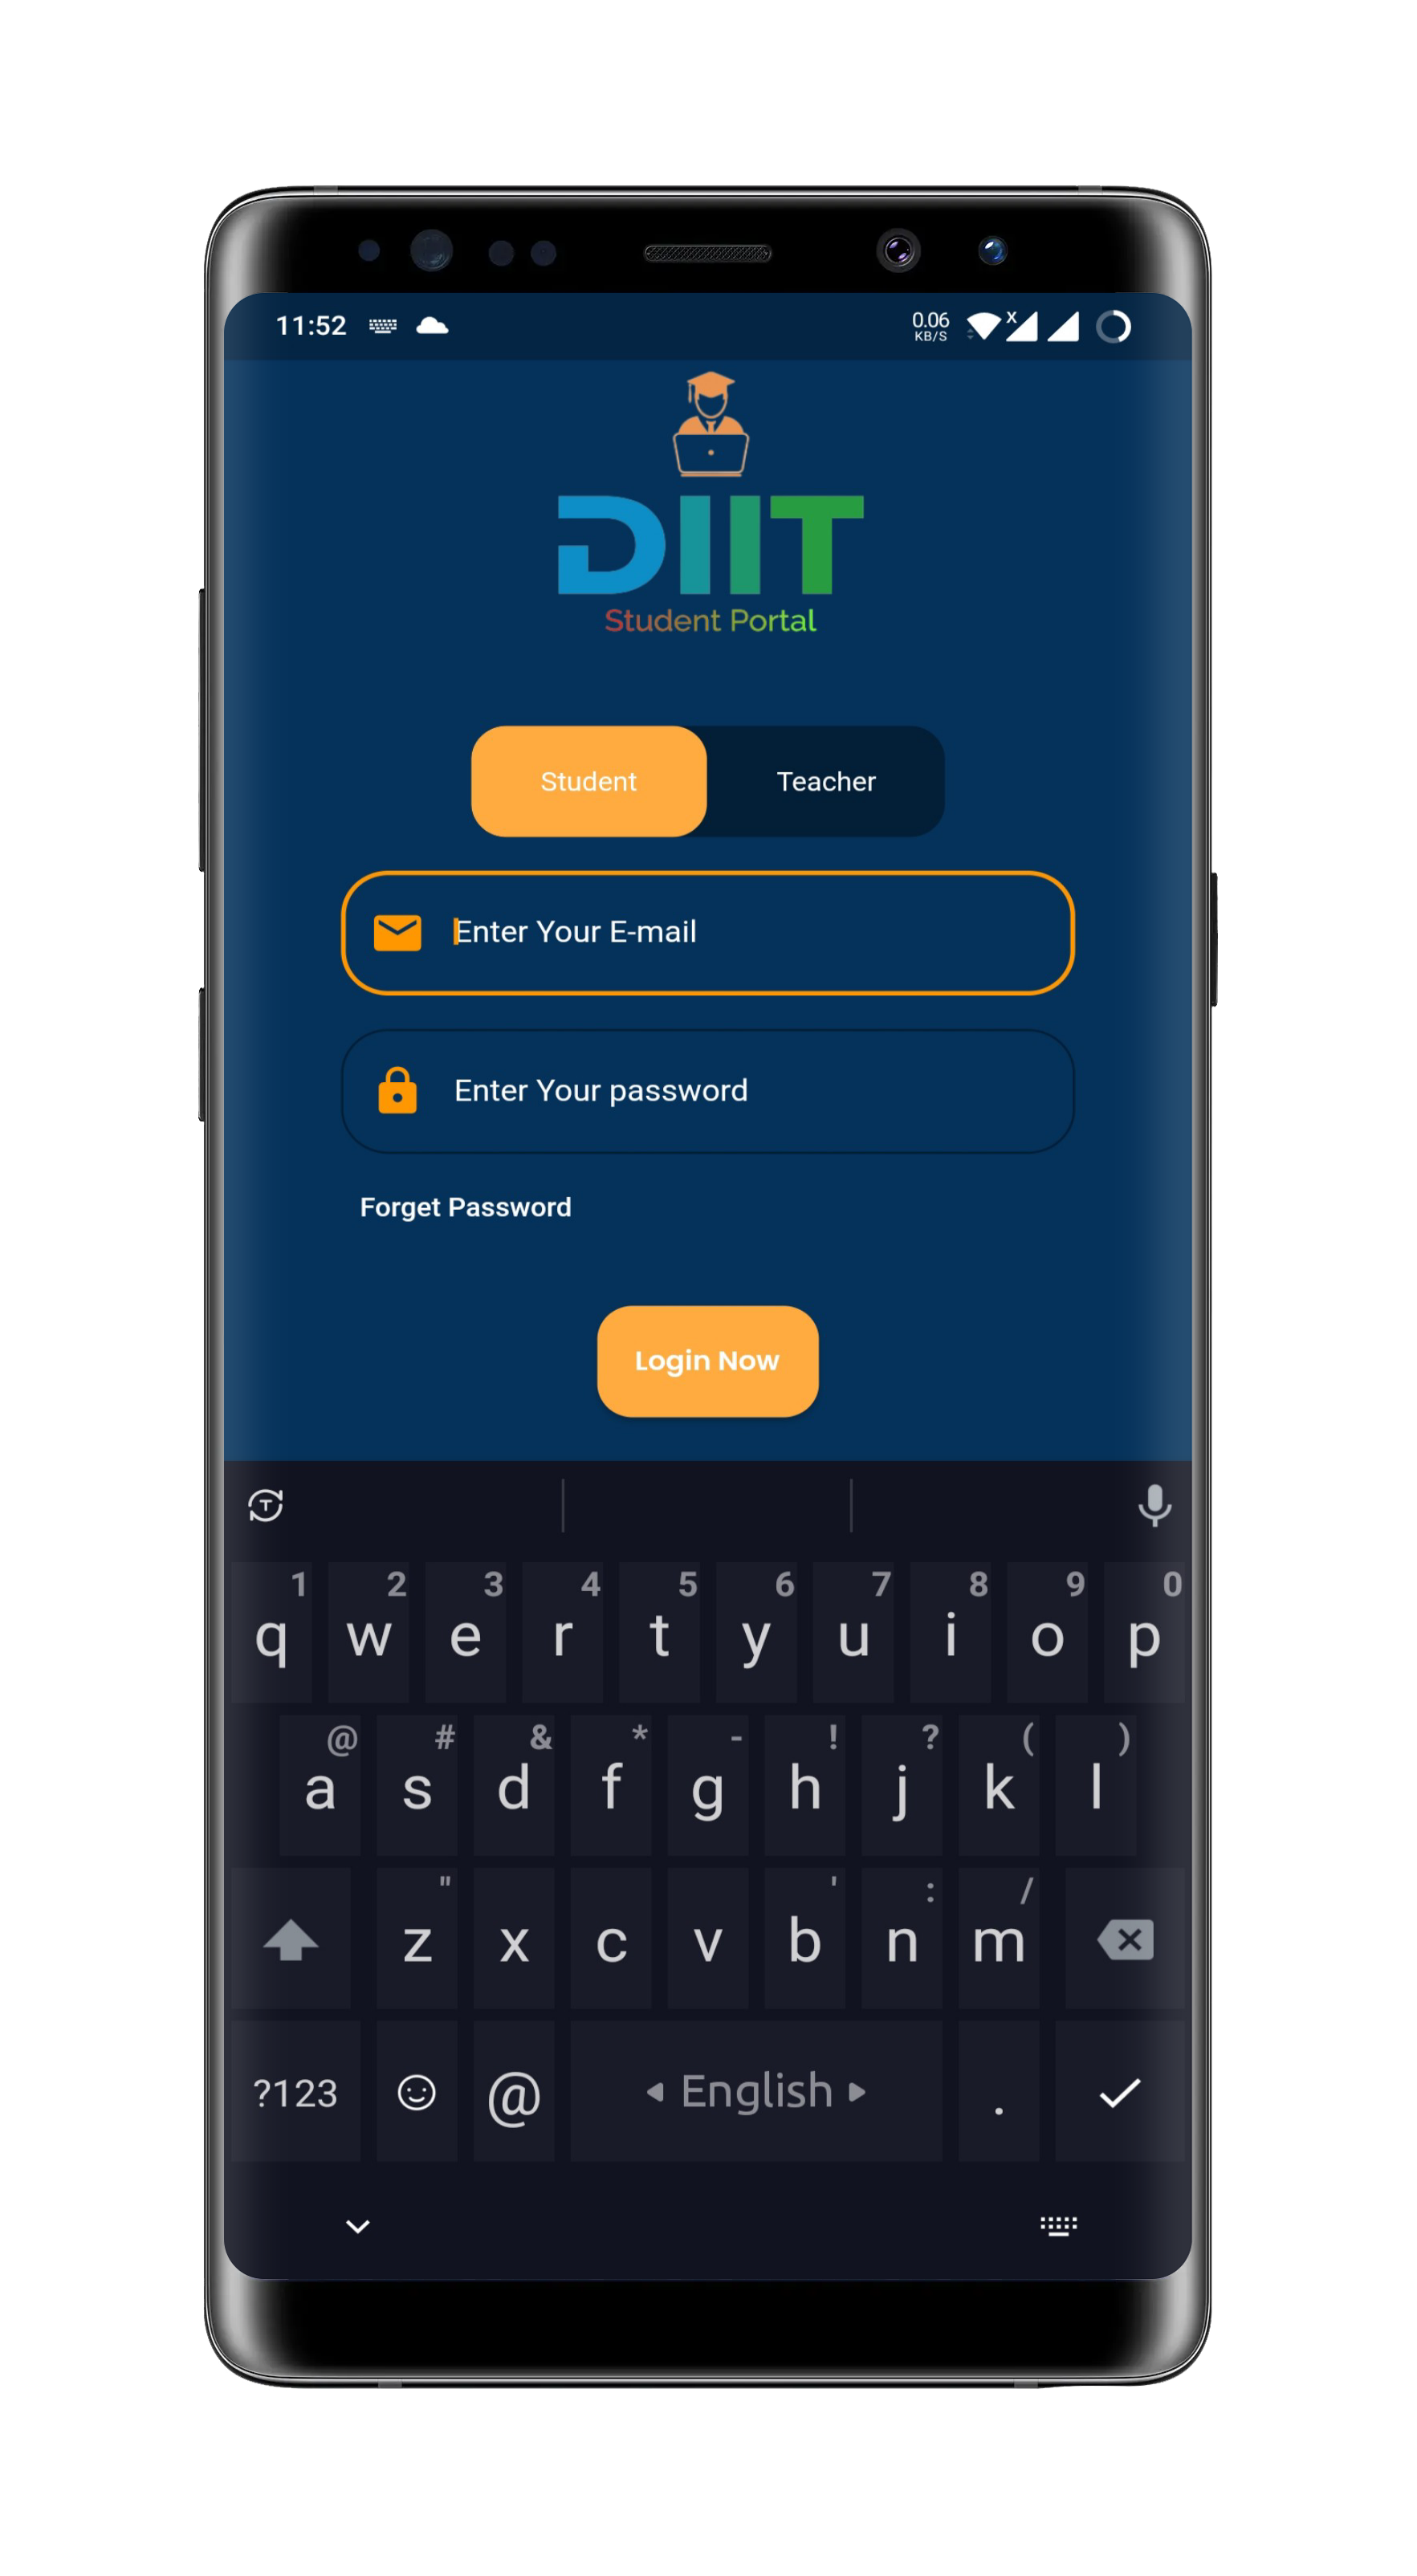 11:52 0.06 KB/S x
DIIT
Student Portal
Student Teacher
Enter Your E-mail
Enter Your password
Forget Password
Login Now
T
1 2 3 4 5 6 7 8 9 0
q w e r t y u i o p
@ # & * - ! ? ( )
a s d f g h j k l
" ' : /
z x c v b n m
?123 @ English .